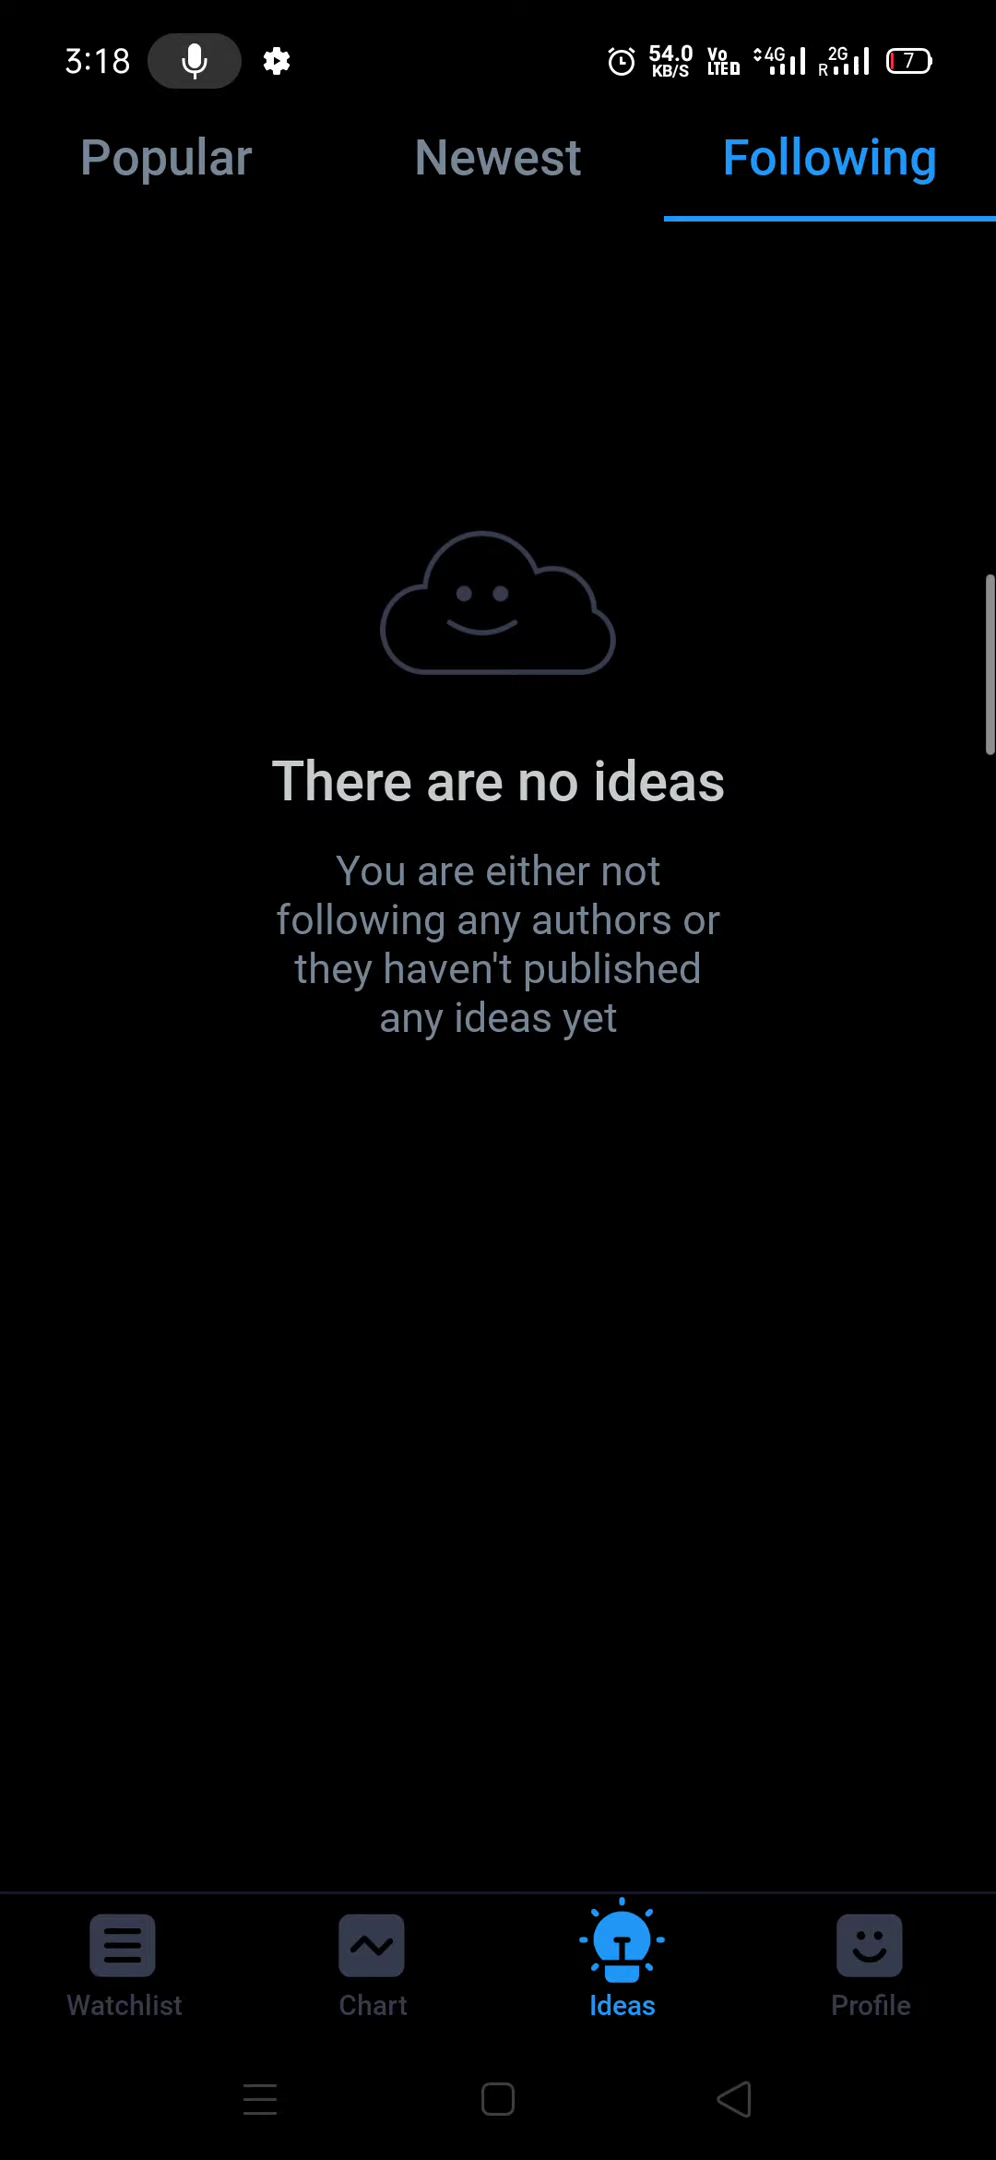 3:18 54.0 KB/S Vo LTE D 4G R 2G 7
Popular Newest Following
There are no ideas
You are either not
following any authors or
they haven't published
any ideas yet
Watchlist Chart Ideas Profile